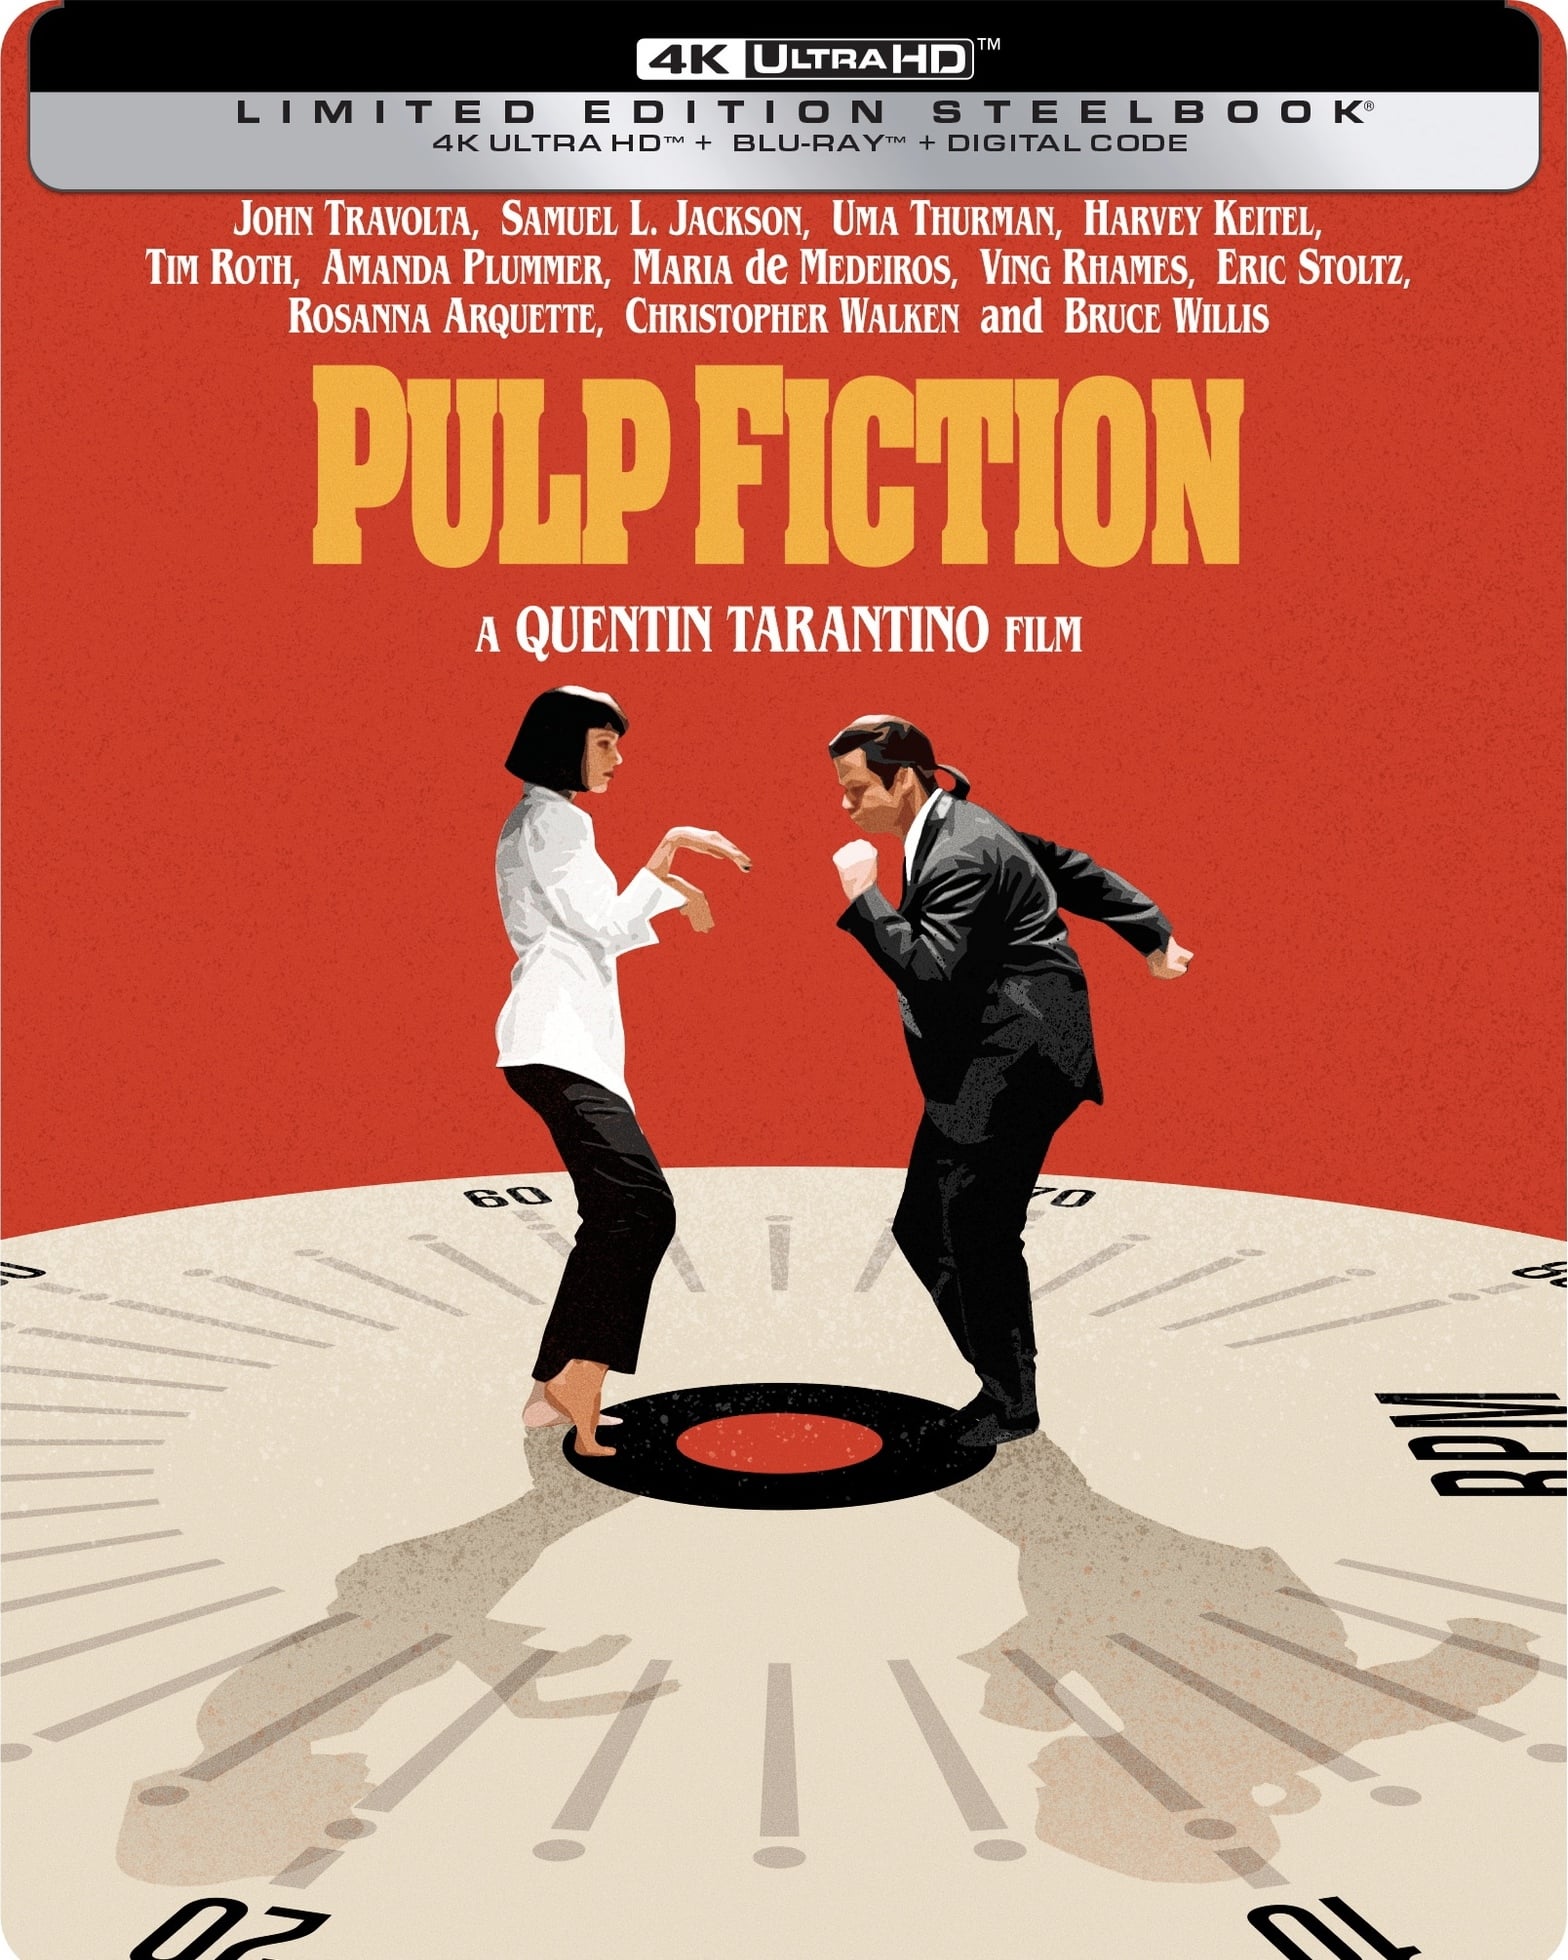 4K ULTRA HD™
LIMITED EDITION STEELBOOK®
4K ULTRA HD™ + BLU-RAY™ + DIGITAL CODE
JOHN TRAVOLTA, SAMUEL L. JACKSON, UMA THURMAN, HARVEY KEITEL,
TIM ROTH, AMANDA PLUMMER, MARIA de MEDEIROS, VING RHAMES, ERIC STOLTZ,
ROSANNA ARQUETTE, CHRISTOPHER WALKEN and BRUCE WILLIS
PULP FICTION
A QUENTIN TARANTINO FILM
60
70
BPM
20
10